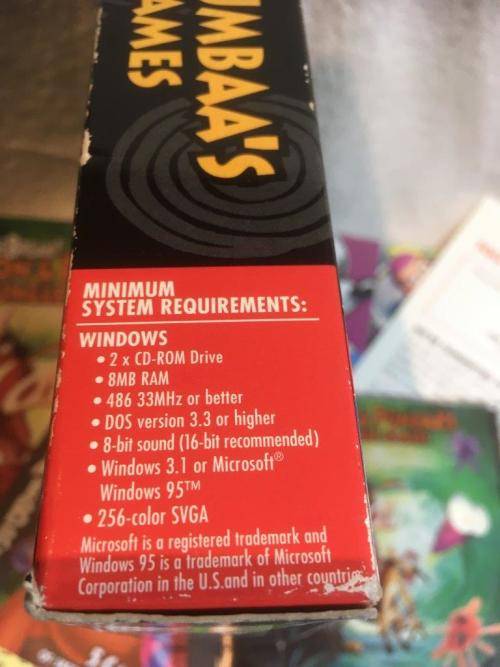 UMBAA'S
AMES
MINIMUM
SYSTEM REQUIREMENTS:
WINDOWS
• 2 x CD-ROM Drive
• 8MB RAM
• 486 33MHz or better
• DOS version 3.3 or higher
• 8-bit sound (16-bit recommended)
• Windows 3.1 or Microsoft®
Windows 95™
• 256-color SVGA
Microsoft is a registered trademark and
Windows 95 is a trademark of Microsoft
Corporation in the U.S.and in other countries